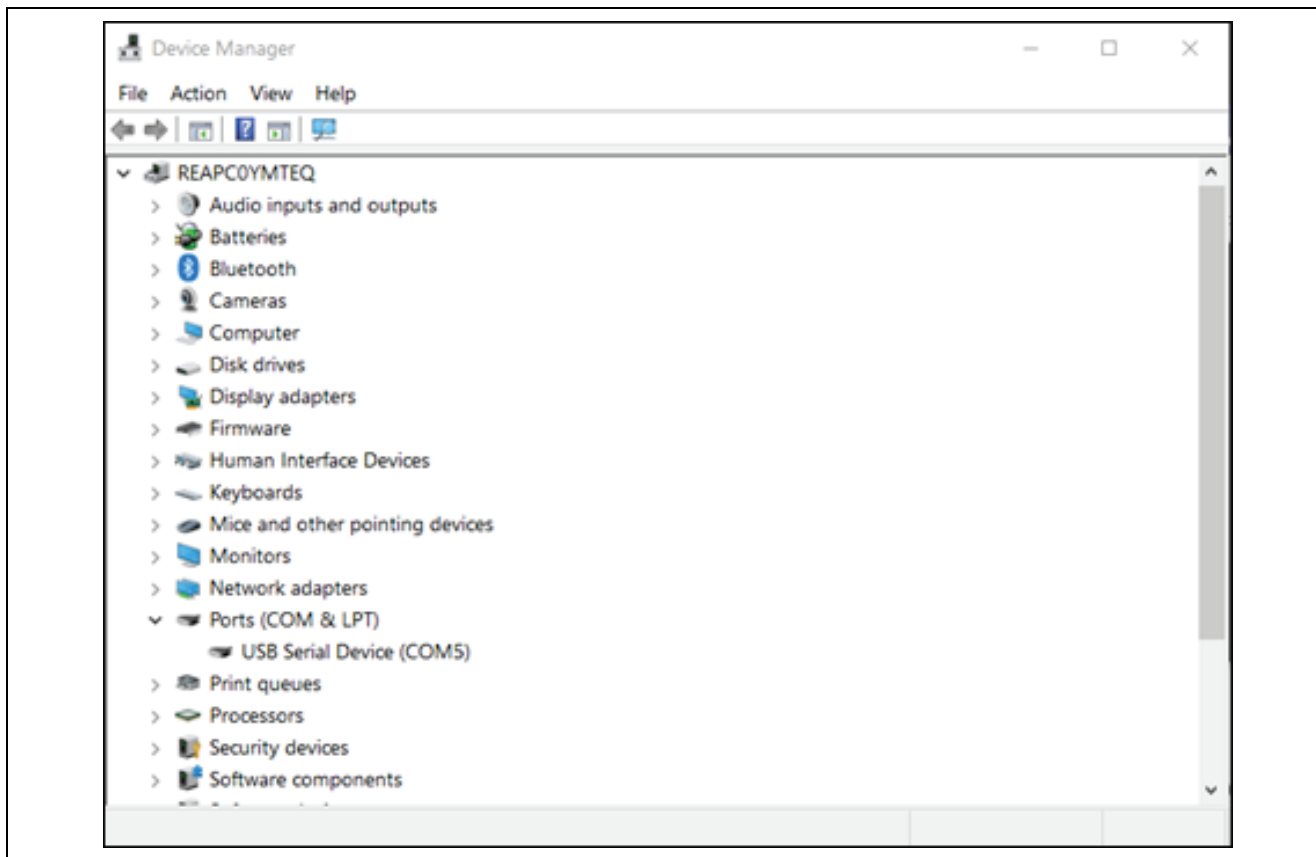 Device Manager
File Action View Help
REAPC0YMTEQ
Audio inputs and outputs
Batteries
Bluetooth
Cameras
Computer
Disk drives
Display adapters
Firmware
Human Interface Devices
Keyboards
Mice and other pointing devices
Monitors
Network adapters
Ports (COM & LPT)
USB Serial Device (COM5)
Print queues
Processors
Security devices
Software components